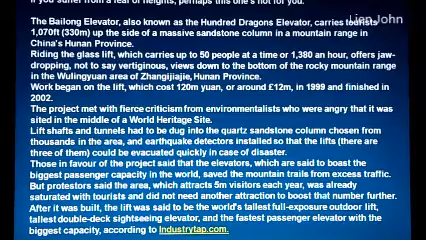 If you suffer from a fear of heights, perhaps this one's not for you.
Lien John
The Bailong Elevator, also known as the Hundred Dragons Elevator, carries tourists
1,070ft (330m) up the side of a massive sandstone column in a mountain range in
China's Hunan Province.
Riding the glass lift, which carries up to 50 people at a time or 1,380 an hour, offers jaw-
dropping, not to say vertiginous, views down to the bottom of the rocky mountain range
in the Wulingyuan area of Zhangjiajie, Hunan Province.
Work began on the lift, which cost 120m yuan, or around £12m, in 1999 and finished in
2002.
The project met with fierce criticism from environmentalists who were angry that it was
sited in the middle of a World Heritage Site.
Lift shafts and tunnels had to be dug into the quartz sandstone column chosen from
thousands in the area, and earthquake detectors installed so that the lifts (there are
three of them) could be evacuated quickly in case of disaster.
Those in favour of the project said that the elevators, which are said to boast the
biggest passenger capacity in the world, saved the mountain trails from excess traffic.
But protestors said the area, which attracts 5m visitors each year, was already
saturated with tourists and did not need another attraction to boost that number further.
After it was built, the lift was said to be the world's tallest full-exposure outdoor lift,
tallest double-deck sightseeing elevator, and the fastest passenger elevator with the
biggest capacity, according to Industrytap.com.